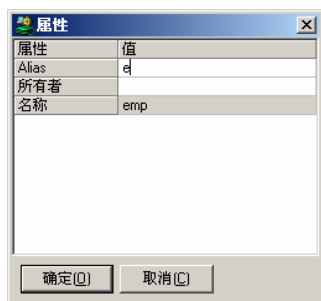 属性
属性 值
Alias e
所有者
名称 emp
确定(O) 取消(C)